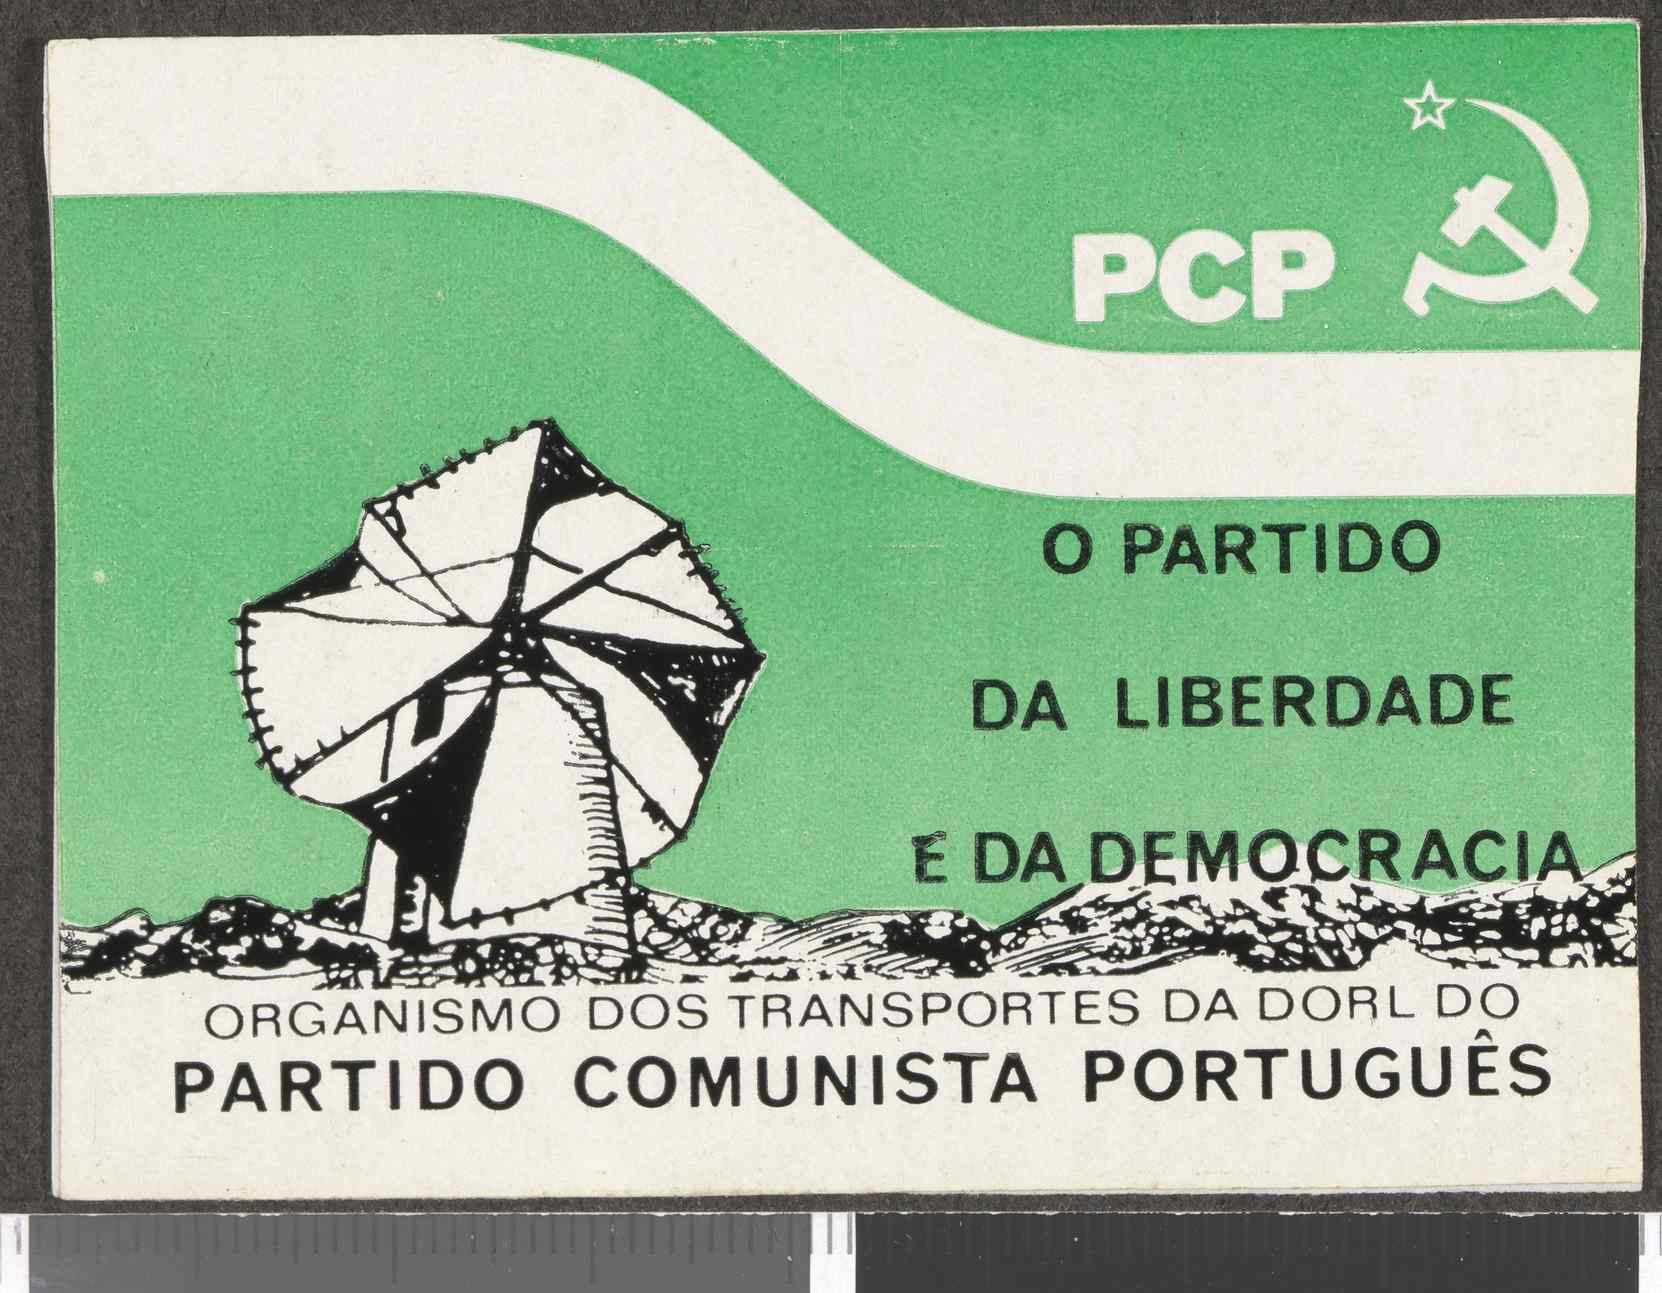 PCP
O PARTIDO
DA LIBERDADE
E DA DEMOCRACIA
ORGANISMO DOS TRANSPORTES DA DORL DO
PARTIDO COMUNISTA PORTUGUÊS